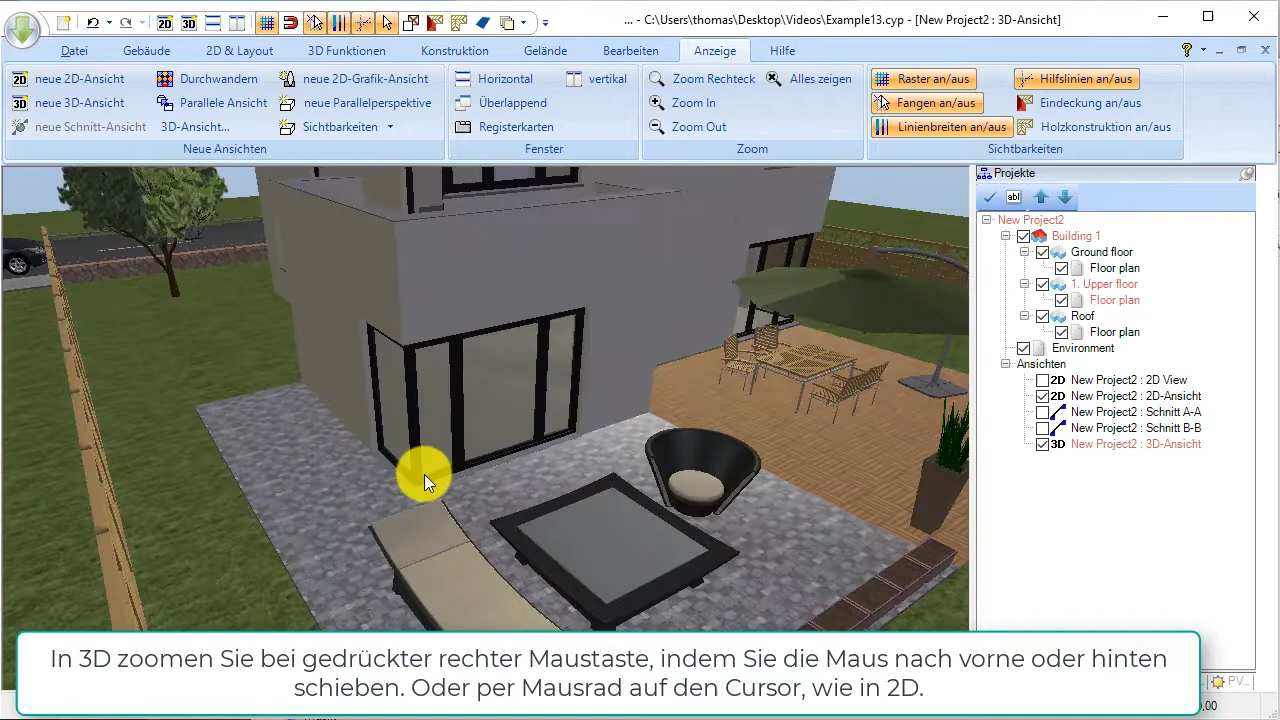 ... - C:\Users\thomas\Desktop\Videos\Example13.cyp - [New Project2 : 3D-Ansicht]
Datei Gebäude 2D & Layout 3D Funktionen Konstruktion Gelände Bearbeiten Anzeige Hilfe
2D neue 2D-Ansicht Durchwandern neue 2D-Grafik-Ansicht Horizontal vertikal Zoom Rechteck Alles zeigen Raster an/aus Hilfslinien an/aus
3D neue 3D-Ansicht Parallele Ansicht neue Parallelperspektive Überlappend Zoom In Fangen an/aus Eindeckung an/aus
neue Schnitt-Ansicht 3D-Ansicht... Sichtbarkeiten Registerkarten Zoom Out Linienbreiten an/aus Holzkonstruktion an/aus
Neue Ansichten Fenster Zoom Sichtbarkeiten
Projekte
abl
New Project2
Building 1
Ground floor
Floor plan
1. Upper floor
Floor plan
Roof
Floor plan
Environment
Ansichten
2D New Project2 : 2D View
2D New Project2 : 2D-Ansicht
New Project2 : Schnitt A-A
New Project2 : Schnitt B-B
3D New Project2 : 3D-Ansicht
In 3D zoomen Sie bei gedrückter rechter Maustaste, indem Sie die Maus nach vorne oder hinten
schieben. Oder per Mausrad auf den Cursor, wie in 2D.